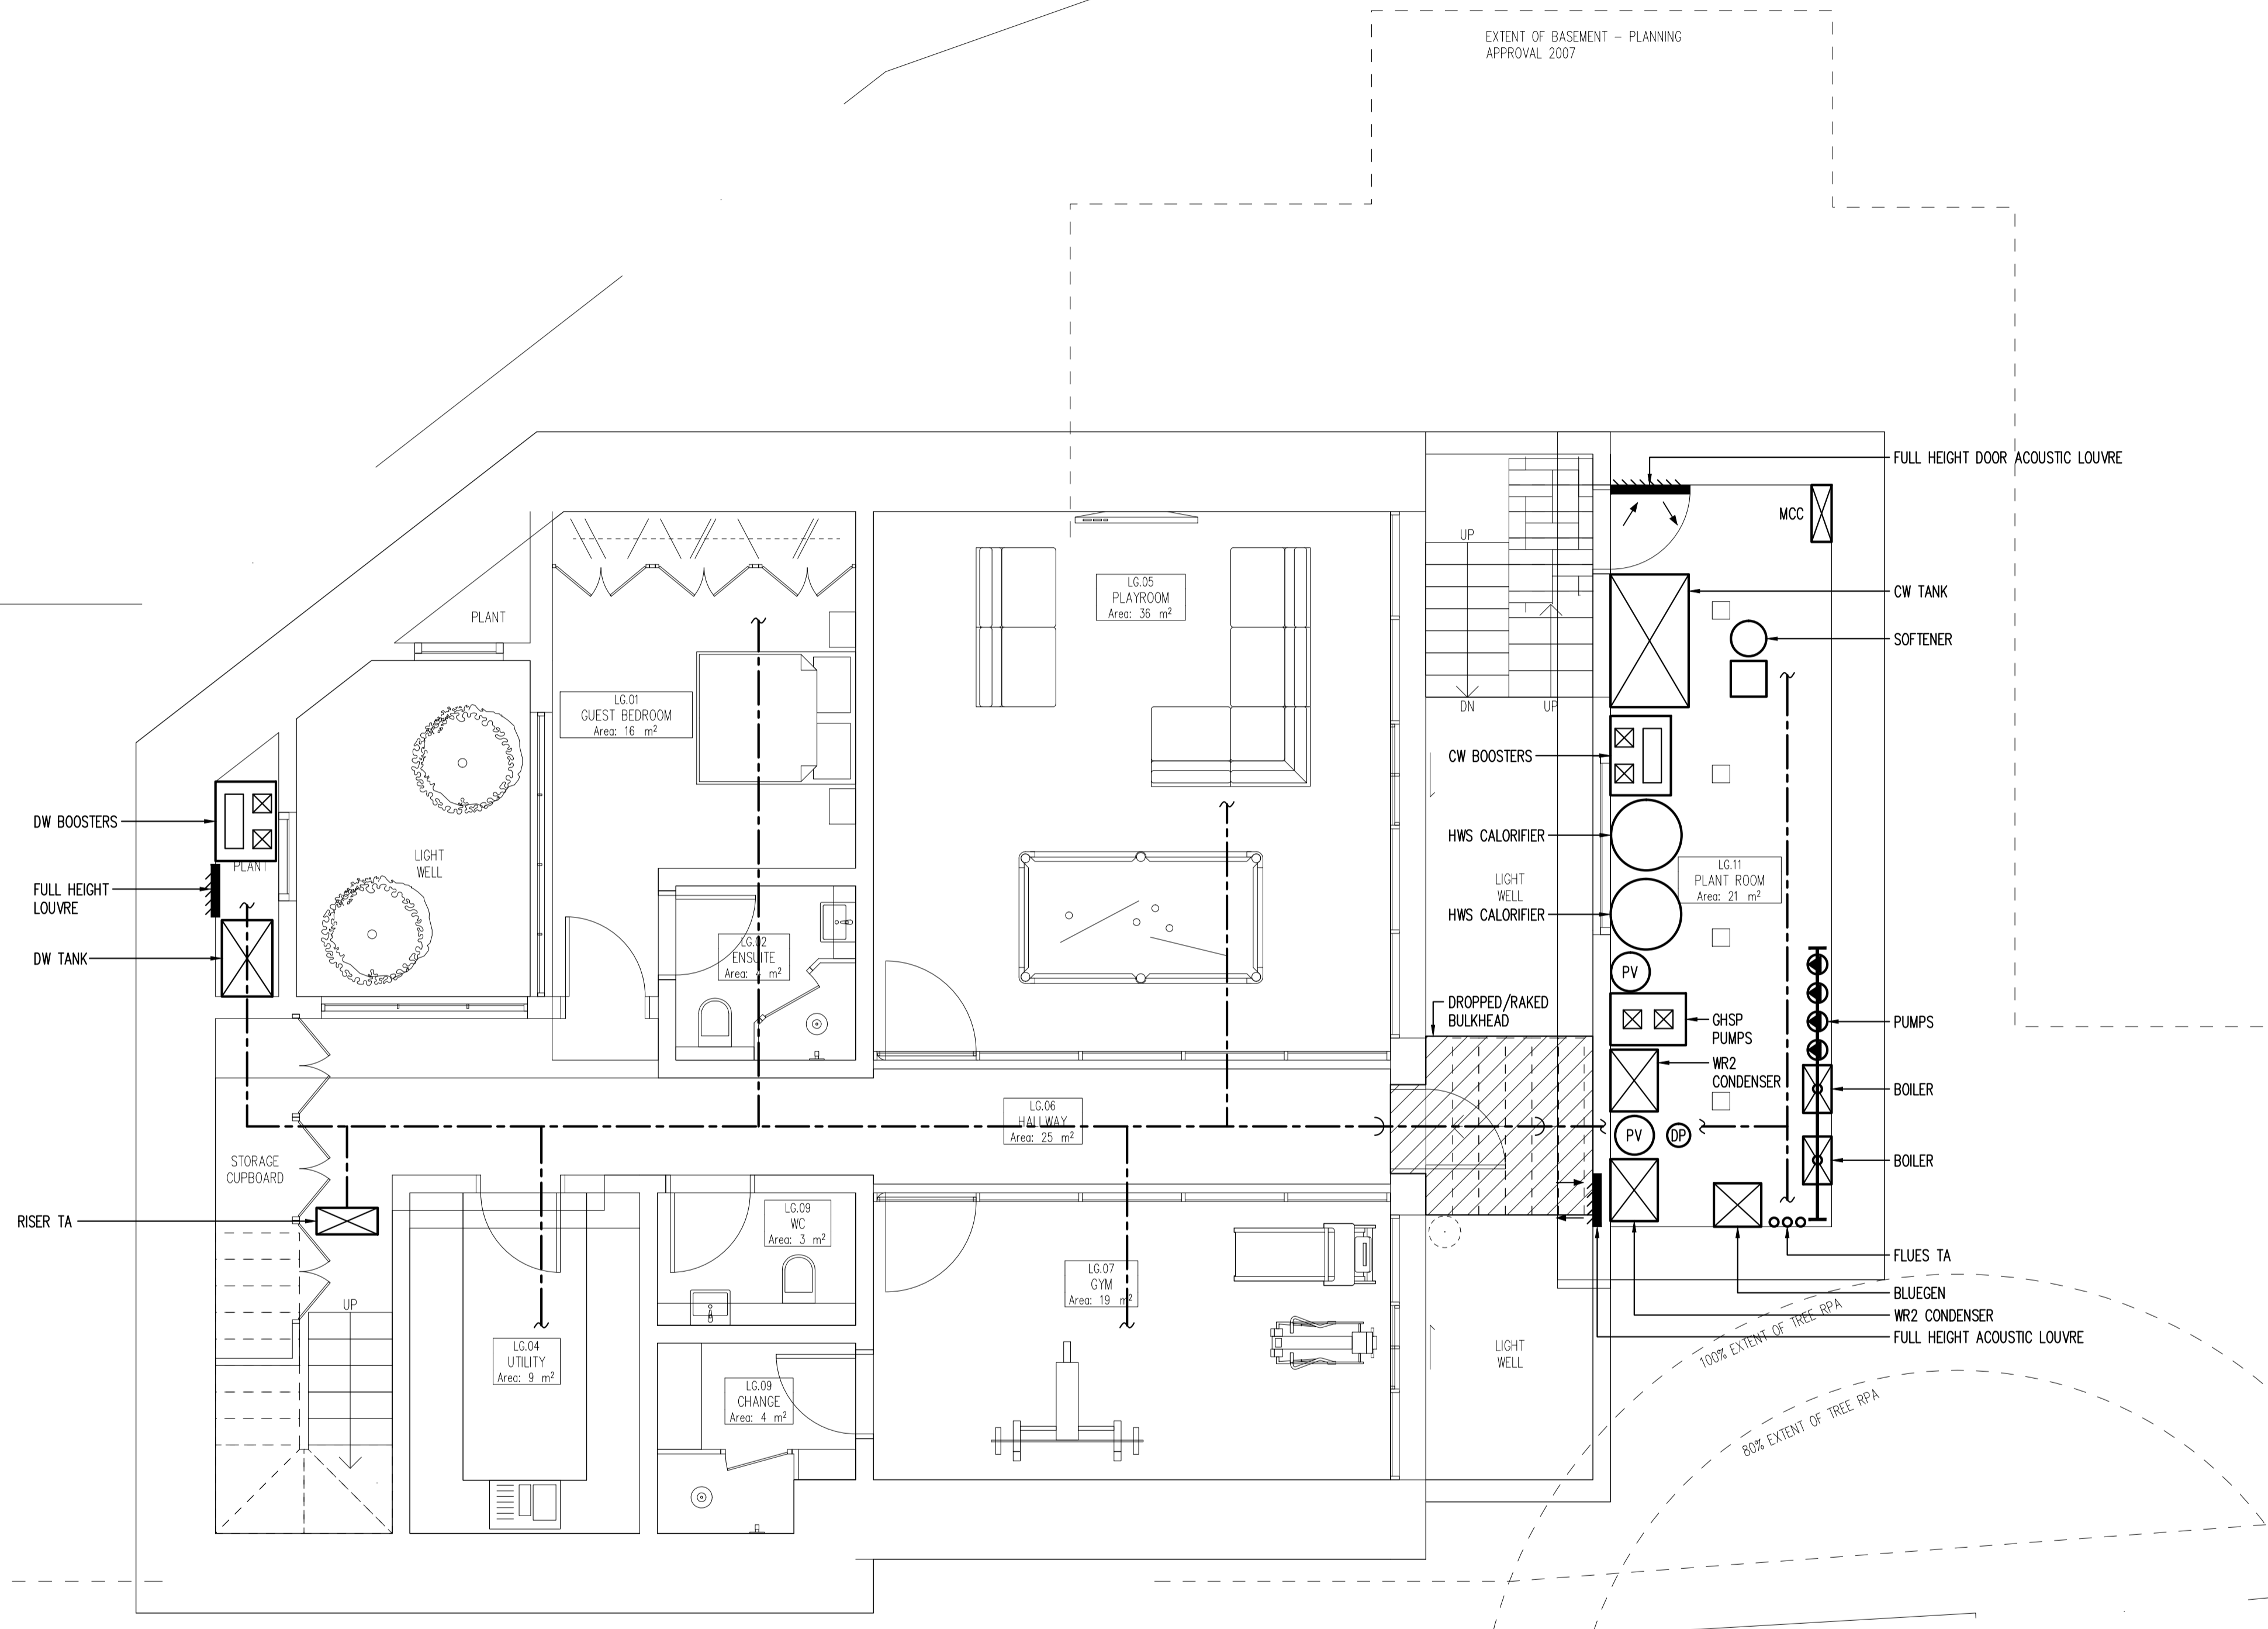 EXTENT OF BASEMENT – PLANNING
APPROVAL 2007
FULL HEIGHT DOOR ACOUSTIC LOUVRE
MCC
UP
LG.05
PLAYROOM
Area: 36 m²
CW TANK
PLANT
SOFTENER
LG.01
GUEST BEDROOM
Area: 16 m²
DN
UP
CW BOOSTERS
DW BOOSTERS
HWS CALORIFIER
LIGHT
WELL
PLANT
LG.11
PLANT ROOM
Area: 21 m²
LIGHT
WELL
FULL HEIGHT
LOUVRE
HWS CALORIFIER
LG.02
ENSUITE
Area: m²
DW TANK
PV
DROPPED/RAKED
BULKHEAD
GHSP
PUMPS
PUMPS
WR2
CONDENSER
BOILER
LG.06
HALLWAY
Area: 25 m²
PV
DP
STORAGE
CUPBOARD
BOILER
RISER TA
LG.09
WC
Area: 3 m²
FLUES TA
LG.07
GYM
Area: 19 m²
BLUEGEN
UP
WR2 CONDENSER
100% EXTENT OF TREE RPA
FULL HEIGHT ACOUSTIC LOUVRE
LG.04
UTILITY
Area: 9 m²
LIGHT
WELL
LG.09
CHANGE
Area: 4 m²
80% EXTENT OF TREE RPA